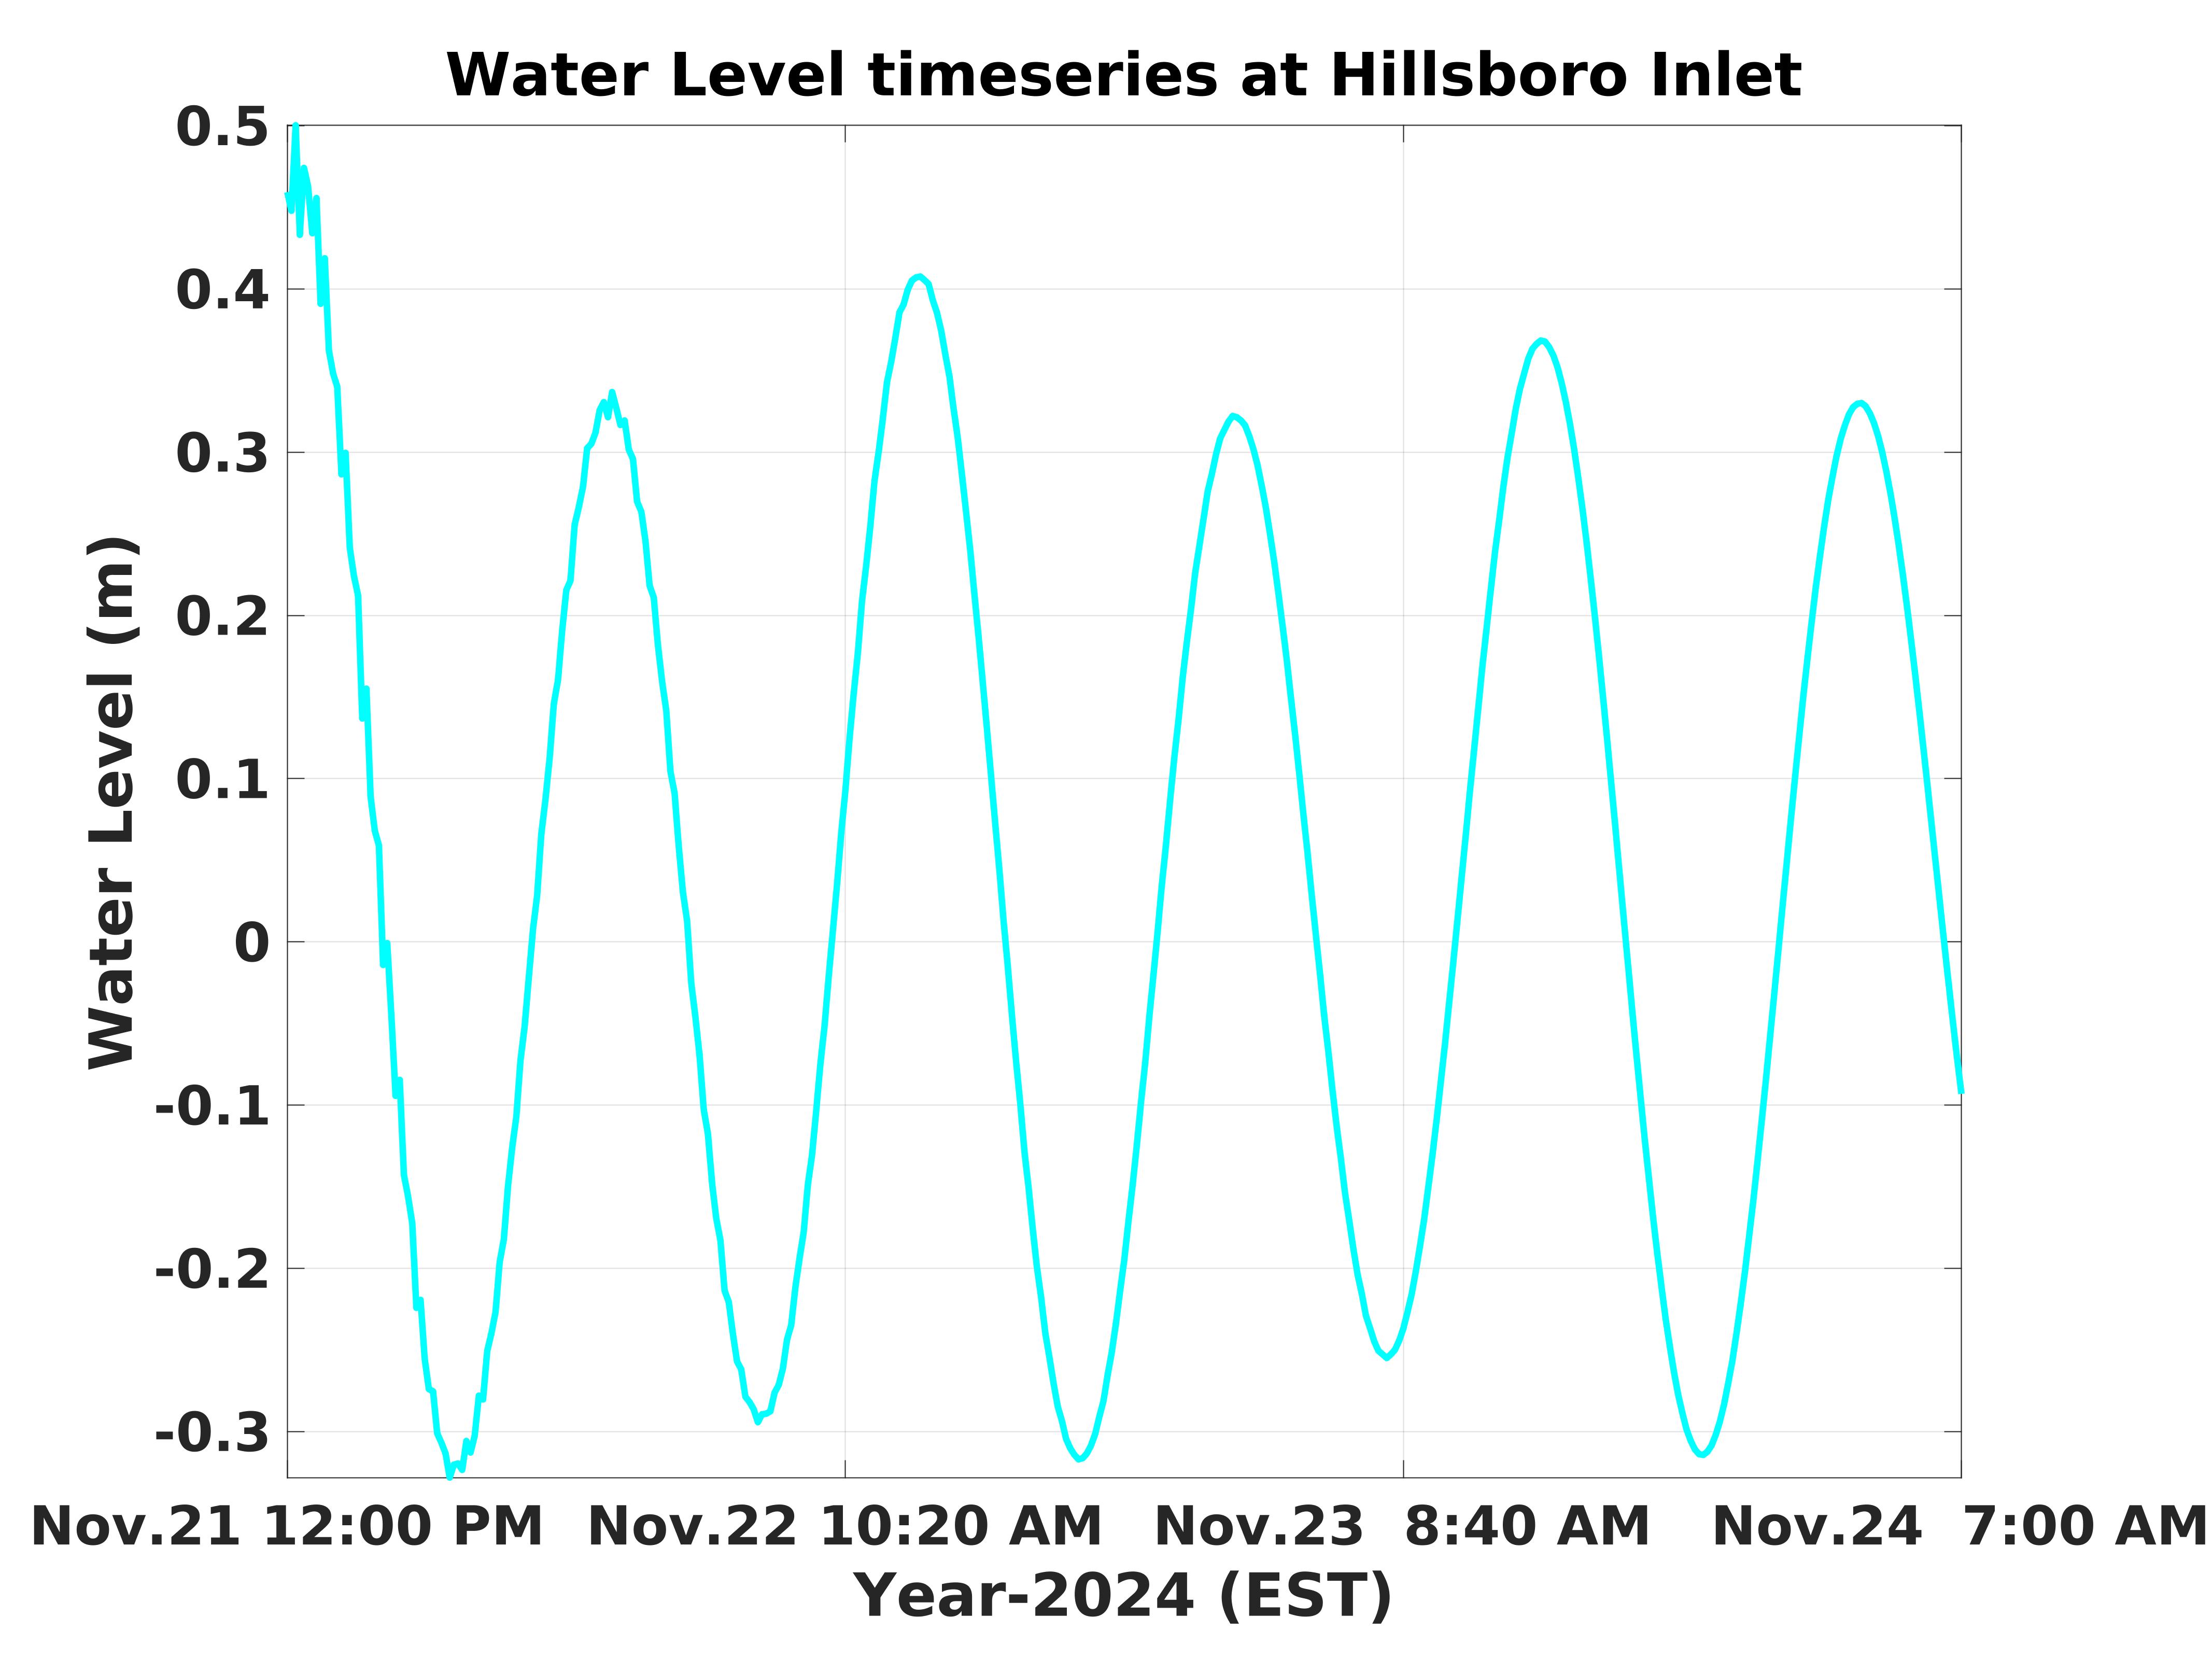 Water Level timeseries at Hillsboro Inlet
0.5
0.4
0.3
0.2
0.1
0
-0.1
-0.2
-0.3
Water Level (m)
Nov.21 12:00 PM Nov.22 10:20 AM Nov.23 8:40 AM Nov.24 7:00 AM
Year-2024 (EST)